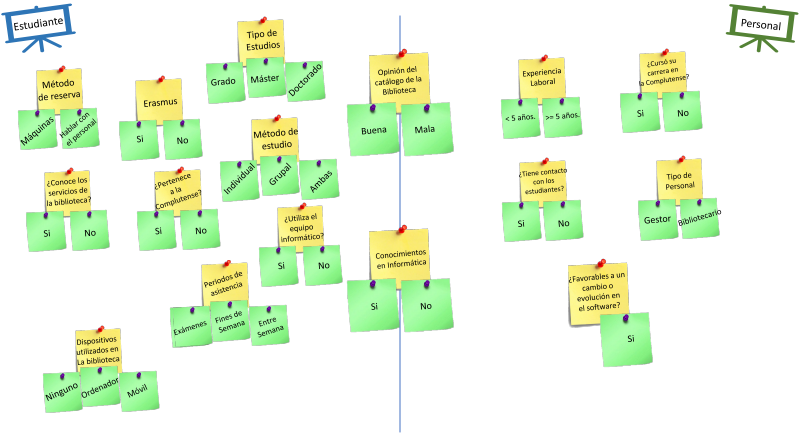 Estudiante
Personal
Tipo de
Estudios
Grado
Máster
Doctorado
Método
de reserva
Máquinas
Hablar con
el personal
Erasmus
Si
No
Método de
estudio
Individual
Grupal
Ambas
¿Conoce los
servicios de
la biblioteca?
Si
No
¿Pertenece
a la
Complutense?
Si
No
¿Utiliza el
equipo
informático?
Si
No
Periodos de
asistencia
Exámenes
Fines de
Semana
Entre
Semana
Dispositivos
utilizados en
La biblioteca
Ninguno
Ordenador
Móvil
Opinión del
catálogo de la
Biblioteca
Buena
Mala
Conocimientos
en Informática
Si
No
Experiencia
Laboral
< 5 años.
>= 5 años.
¿Cursó su
carrera en
la Complutense?
Si
No
¿Tiene contacto
con los
estudiantes?
Si
No
Tipo de
Personal
Gestor
Bibliotecario
¿Favorables a un
cambio o
evolución en
el software?
Si